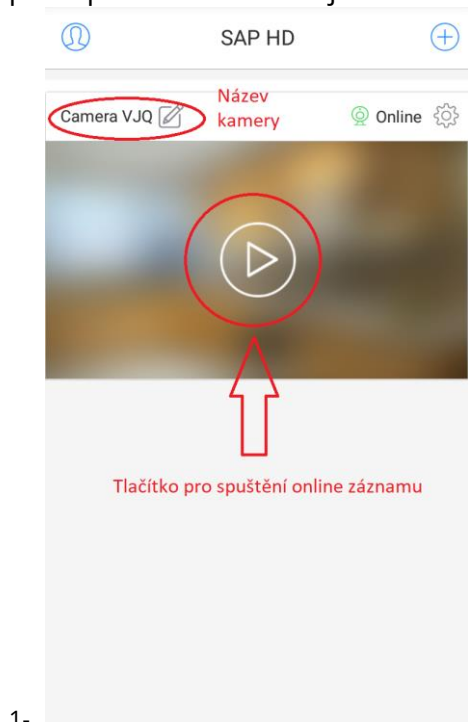 SAP HD
Název
Camera VJQ
kamery
Online
Tlačítko pro spuštění online záznamu
1-